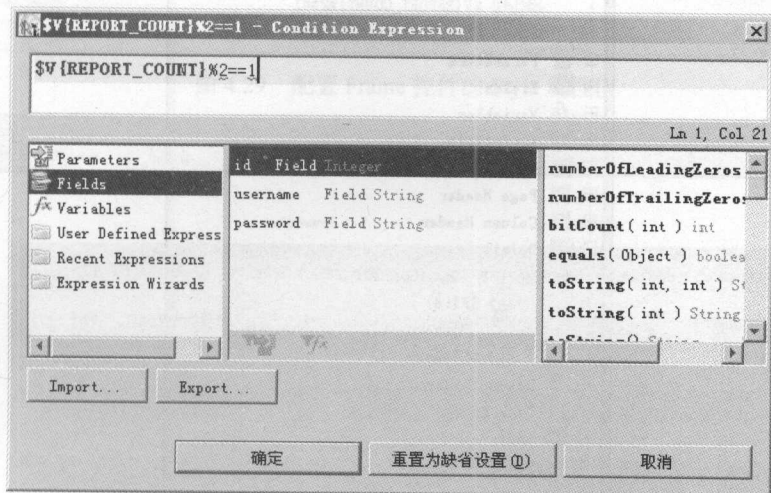 $V{REPORT_COUNT}%2==1 - Condition Expression
$V{REPORT_COUNT}%2==1
Ln 1, Col 21
Parameters
Fields
Variables
User Defined Express
Recent Expressions
Expression Wizards
id Field Integer
username Field String
password Field String
numberOfLeadingZeros
numberOfTrailingZeros
bitCount( int ) int
equals( Object ) boolea
toString( int, int ) St
toString( int ) String
toString() String
Import...
Export...
确定
重置为缺省设置(D)
取消